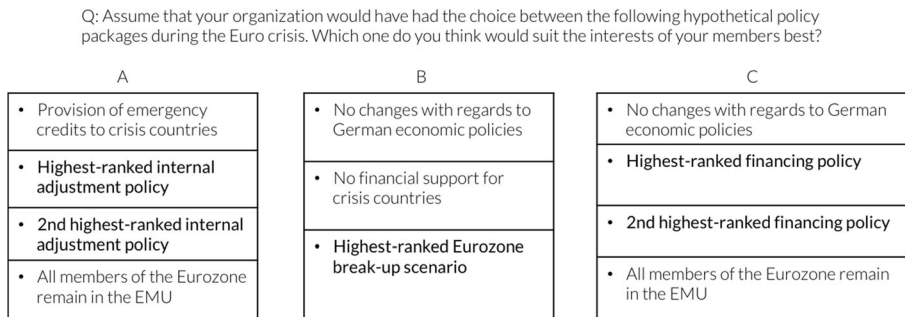 Q: Assume that your organization would have had the choice between the following hypothetical policy
packages during the Euro crisis. Which one do you think would suit the interests of your members best?
A
• Provision of emergency
credits to crisis countries
• Highest-ranked internal
adjustment policy
• 2nd highest-ranked internal
adjustment policy
• All members of the Eurozone
remain in the EMU
B
• No changes with regards to
German economic policies
• No financial support for
crisis countries
• Highest-ranked Eurozone
break-up scenario
C
• No changes with regards to German
economic policies
• Highest-ranked financing policy
• 2nd highest-ranked financing policy
• All members of the Eurozone remain
in the EMU